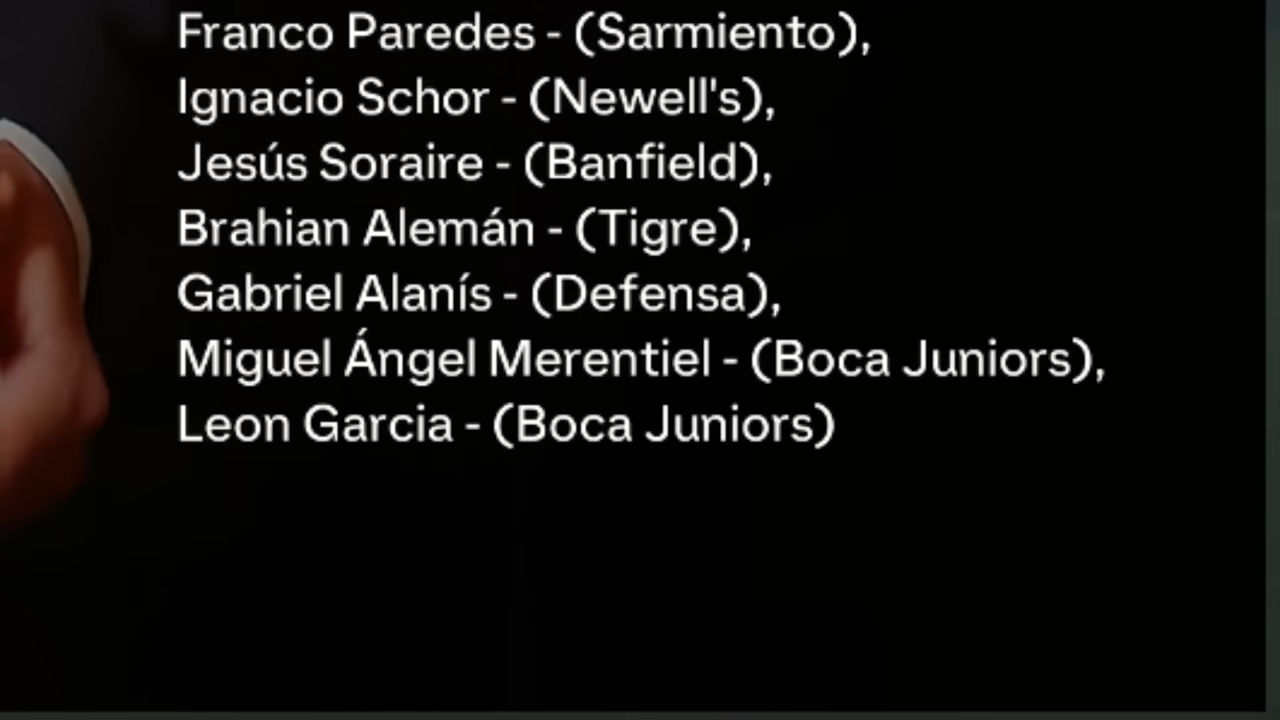 Franco Paredes - (Sarmiento),
Ignacio Schor - (Newell's),
Jesús Soraire - (Banfield),
Brahian Alemán - (Tigre),
Gabriel Alanís - (Defensa),
Miguel Ángel Merentiel - (Boca Juniors),
Leon Garcia - (Boca Juniors)